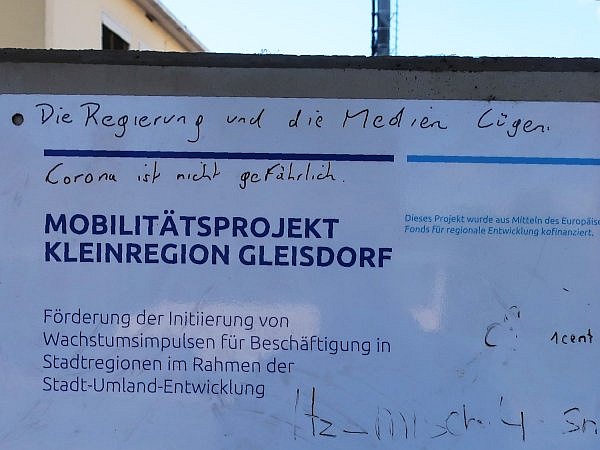 Die Regierung und die Medien Lügen.
Corona ist nicht gefährlich.
MOBILITÄTSPROJEKT
KLEINREGION GLEISDORF
Dieses Projekt wurde aus Mitteln des Europäisc
Fonds für regionale Entwicklung kofinanziert.
Förderung der Initiierung von
Wachstumsimpulsen für Beschäftigung in
Stadtregionen im Rahmen der
Stadt-Umland-Entwicklung
1cent